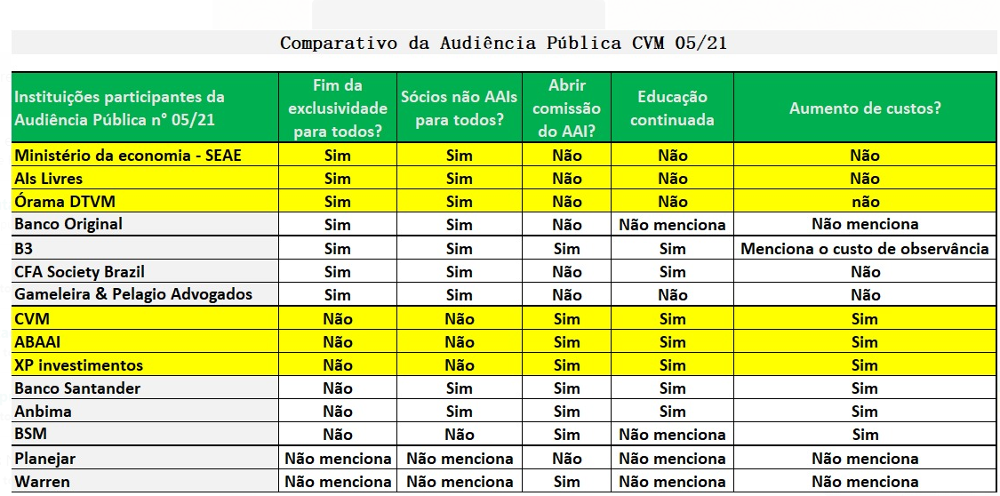 Comparativo da Audiência Pública CVM 05/21
Instituições participantes da Audiência Pública n° 05/21 | Fim da exclusividade para todos? | Sócios não AAIs para todos? | Abrir comissão do AAI? | Educação continuada | Aumento de custos?
Ministério da economia - SEAE | Sim | Sim | Não | Não | Não
AIs Livres | Sim | Sim | Não | Não | Não
Órama DTVM | Sim | Sim | Não | Não | não
Banco Original | Sim | Sim | Não | Não menciona | Não menciona
B3 | Sim | Sim | Sim | Sim | Menciona o custo de observância
CFA Society Brazil | Sim | Sim | Não | Sim | Não
Gameleira & Pelagio Advogados | Sim | Sim | Não | Não | Não
CVM | Não | Não | Sim | Sim | Sim
ABAAI | Não | Não | Sim | Sim | Sim
XP investimentos | Não | Não | Sim | Sim | Sim
Banco Santander | Não | Sim | Sim | Sim | Sim
Anbima | Não | Sim | Sim | Sim | Sim
BSM | Não | Não | Sim | Não menciona | Sim
Planejar | Não menciona | Não menciona | Não | Não menciona | Não menciona
Warren | Não menciona | Não menciona | Sim | Não menciona | Não menciona